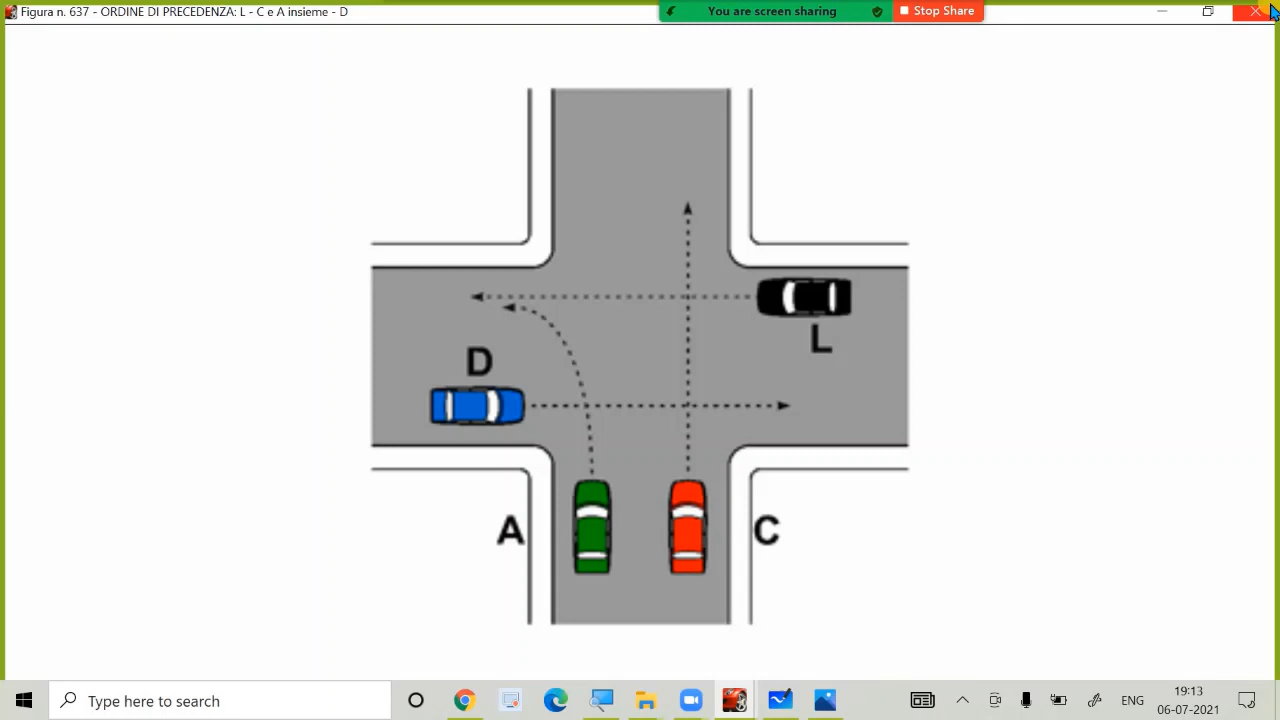 Figura n. 637 - ORDINE DI PRECEDENZA: L - C e A insieme - D
You are screen sharing
Stop Share
L
D
A
C
Type here to search
ENG
19:13
06-07-2021